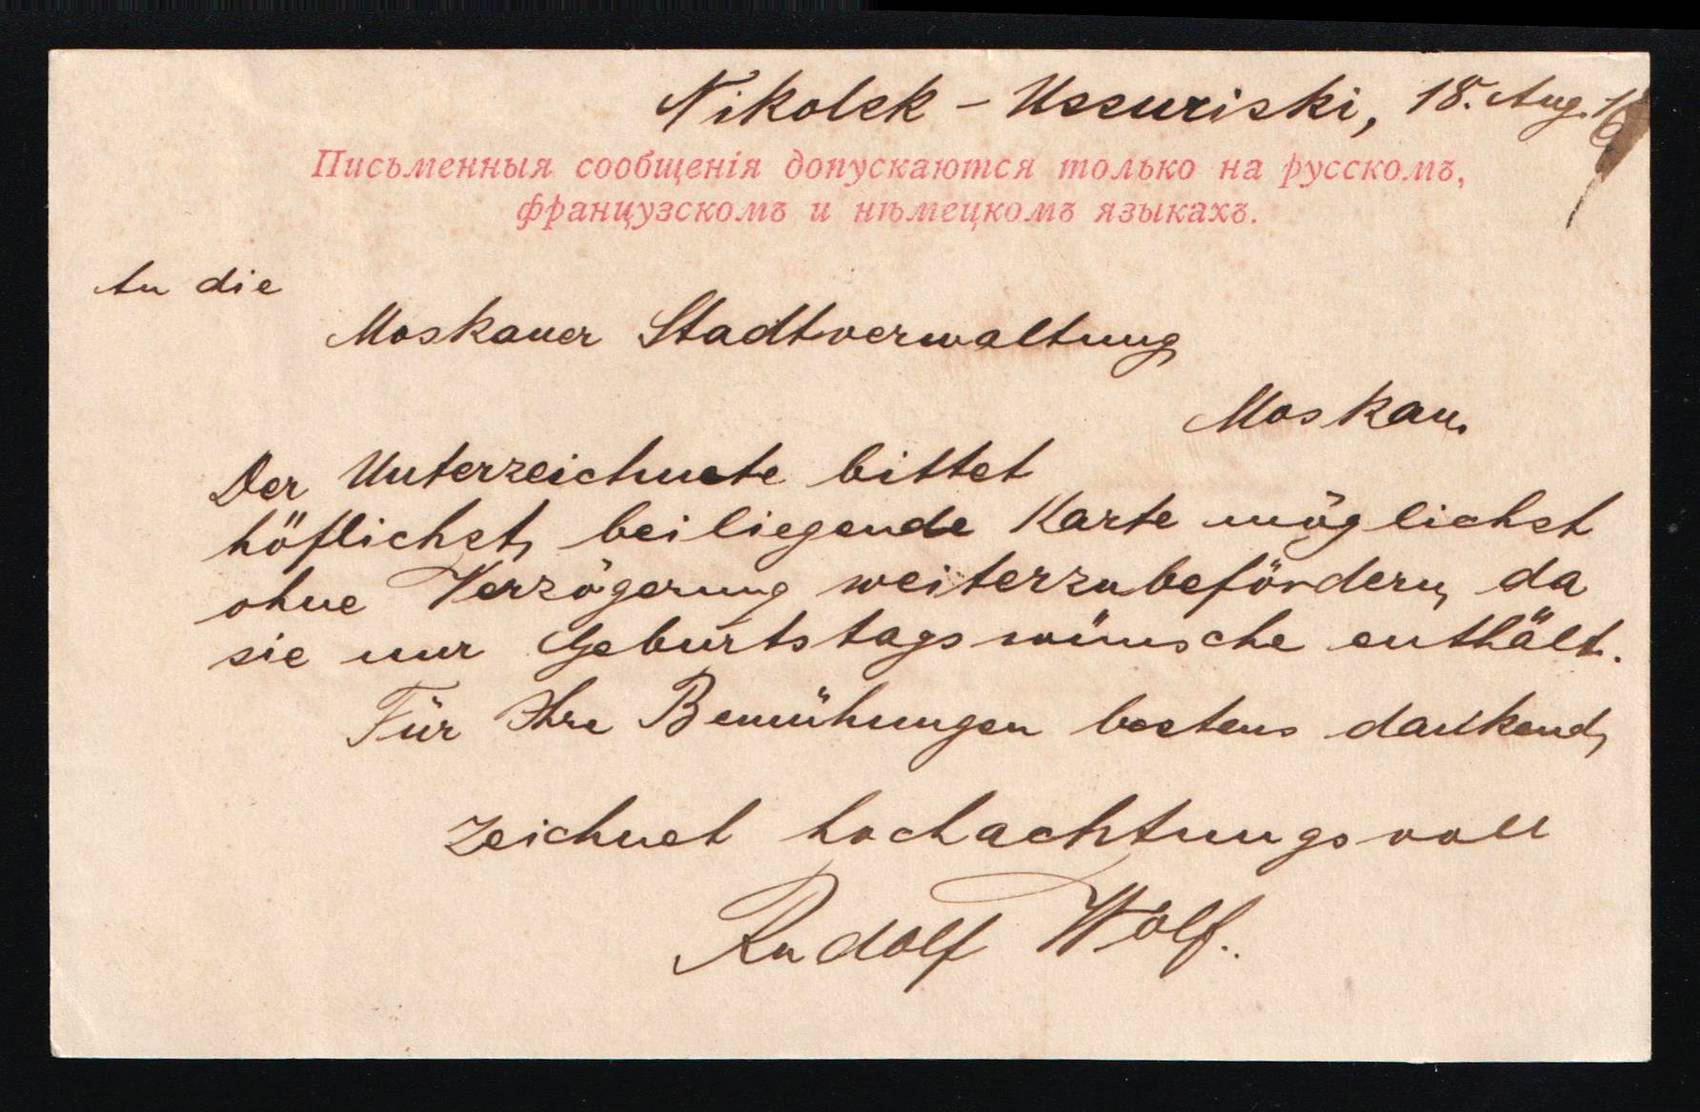 Nikolsk - Ussuriski, 18. Aug. 16
Письменныя сообщенія допускаются только на русскомъ,
французскомъ и нѣмецкомъ языкахъ.
An die
Moskauer Stadtverwaltung
Moskau.
Der Unterzeichnete bittet
höflichst, beiliegende Karte möglichst
ohne Verzögerung weiterzubefördern, da
sie nur Geburtstagswünsche enthält.
Für Ihre Bemühungen bestens dankend,
zeichnet hochachtungsvoll
Rudolf Wolf.